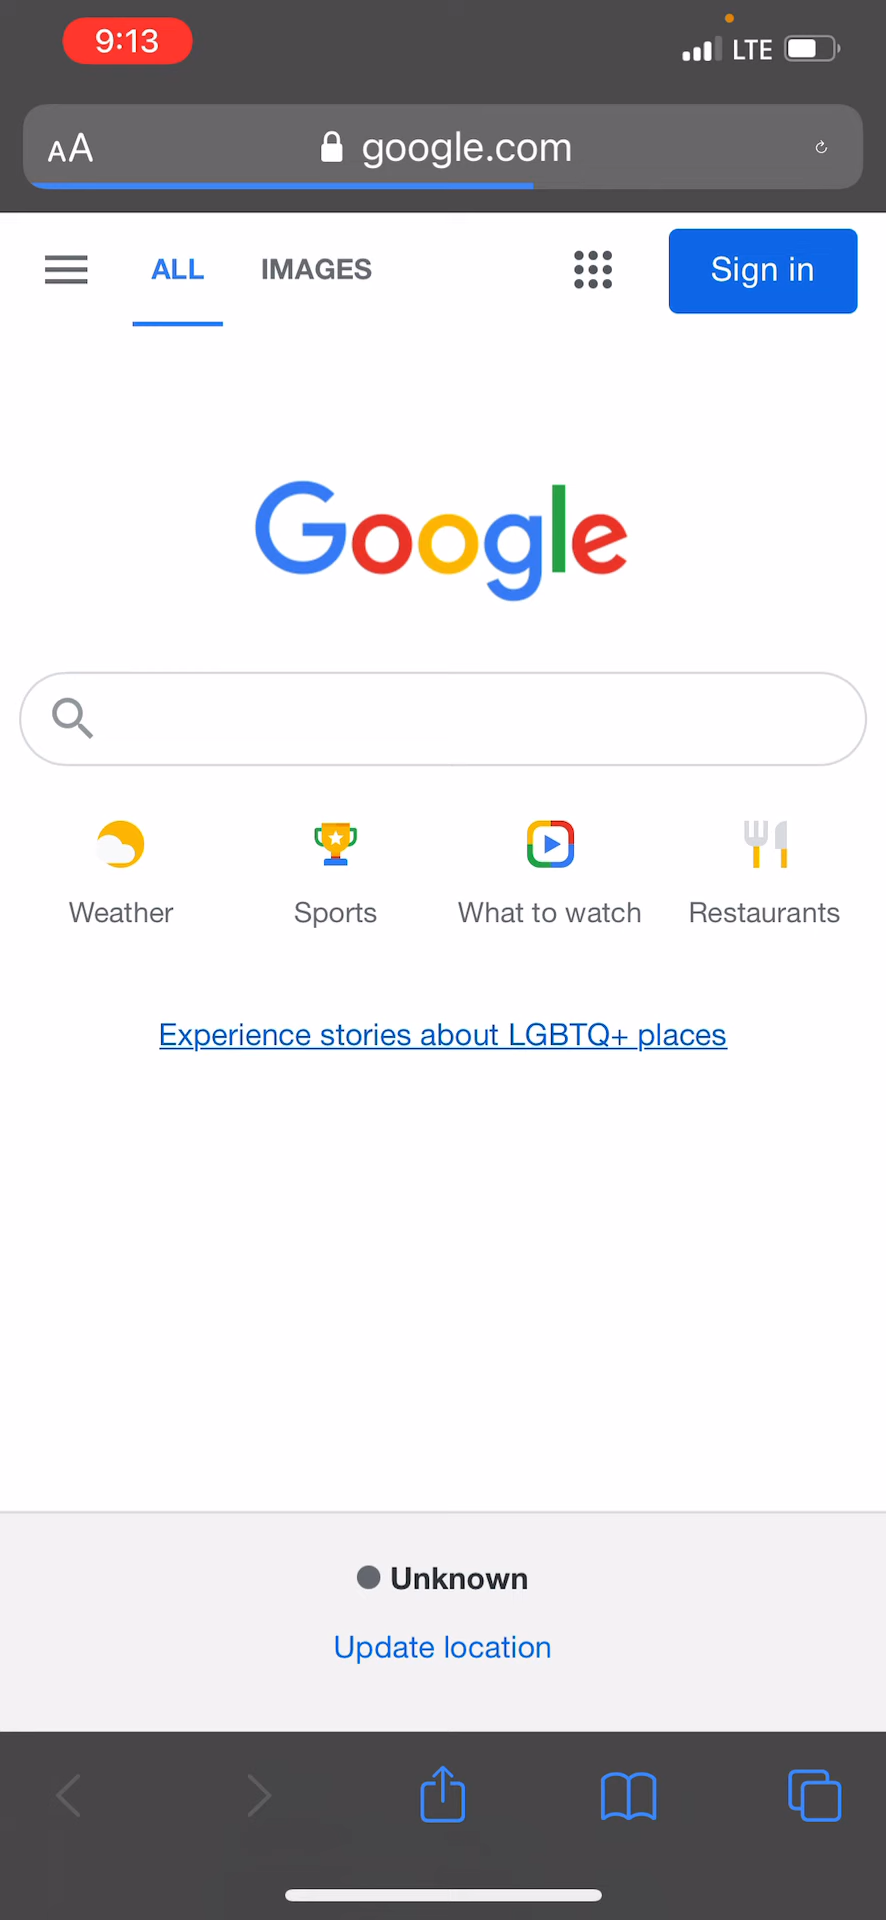 9:13
LTE
AA
google.com
ALL
IMAGES
Sign in
Google
Weather
Sports
What to watch
Restaurants
Experience stories about LGBTQ+ places
Unknown
Update location